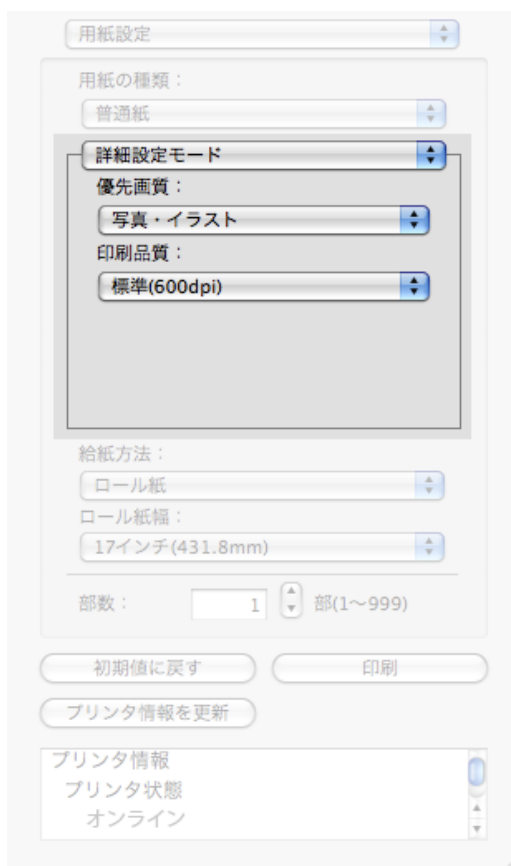 用紙設定
用紙の種類：
普通紙
詳細設定モード
優先画質：
写真・イラスト
印刷品質：
標準(600dpi)
給紙方法：
ロール紙
ロール紙幅：
17インチ(431.8mm)
部数： 1 部(1〜999)
初期値に戻す 印刷
プリンタ情報を更新
プリンタ情報
プリンタ状態
オンライン